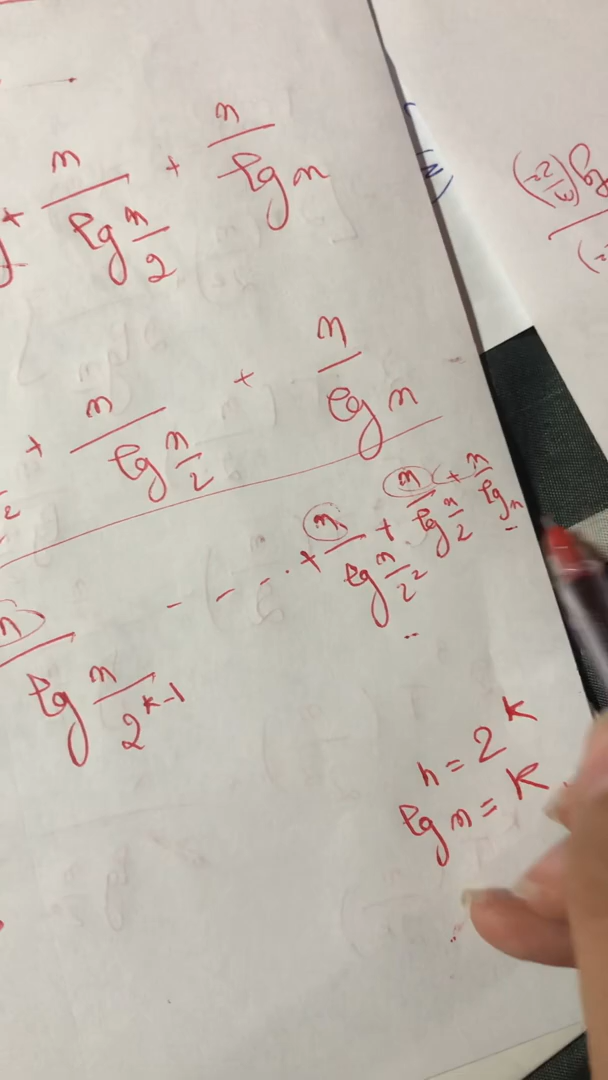 + n/lg n/2 + n/lg n
+ n/lg n/2 + n/lg n
n/lg n/2^{k-1} - - - . + n/lg n/2^2 + n/lg n/2 + n/lg n
n = 2^k
lg n = k